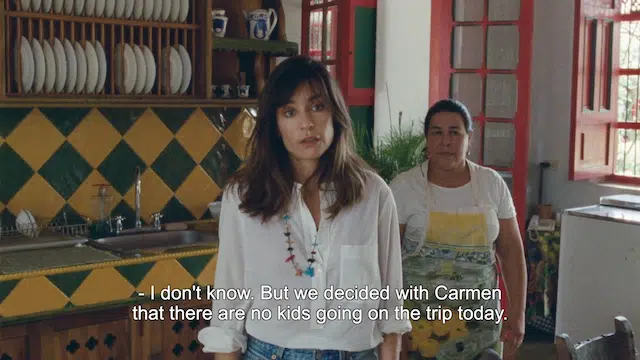 - I don't know. But we decided with Carmen
that there are no kids going on the trip today.